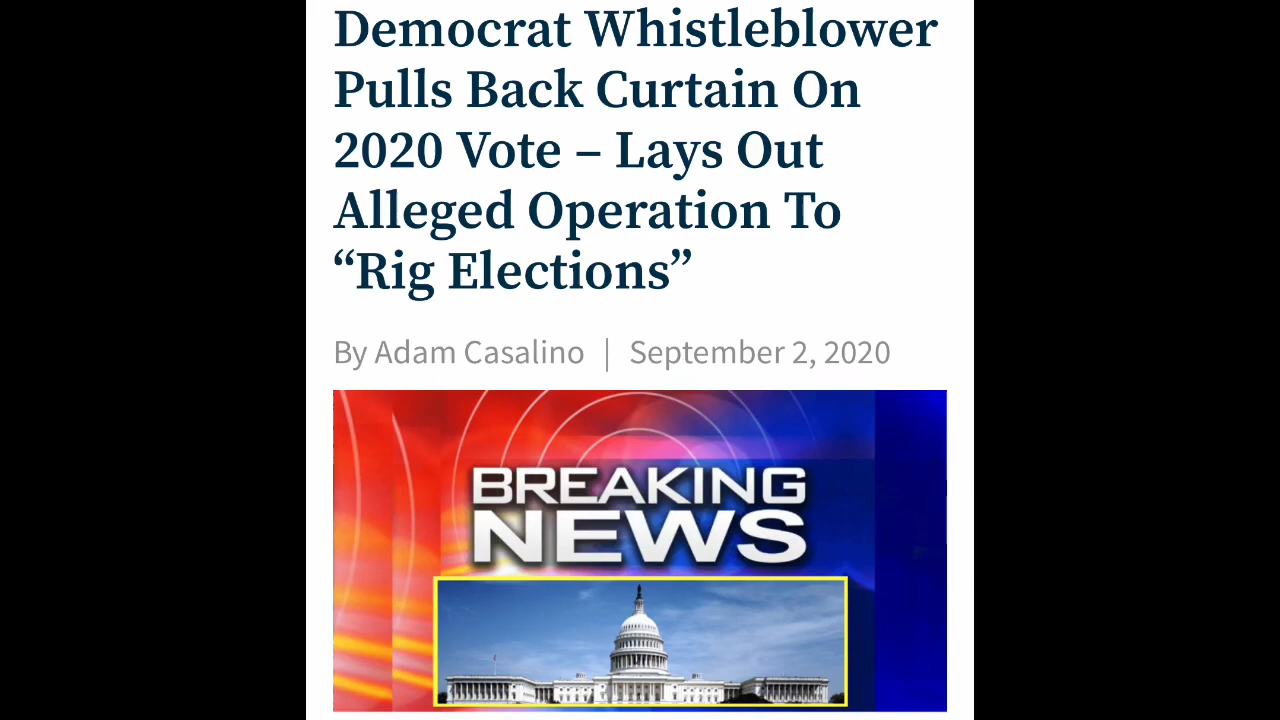 Democrat Whistleblower
Pulls Back Curtain On
2020 Vote – Lays Out
Alleged Operation To
“Rig Elections”
By Adam Casalino | September 2, 2020
BREAKING
NEWS